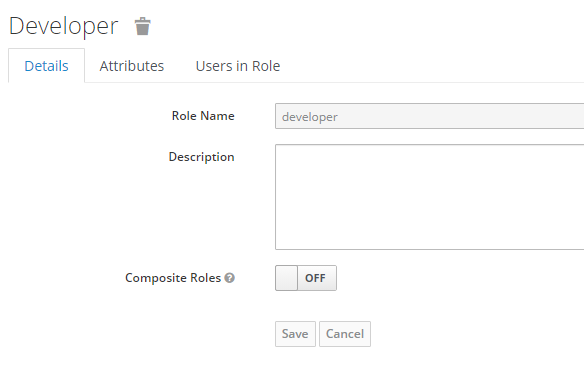 Developer
Details Attributes Users in Role
Role Name developer
Description
Composite Roles OFF
Save Cancel